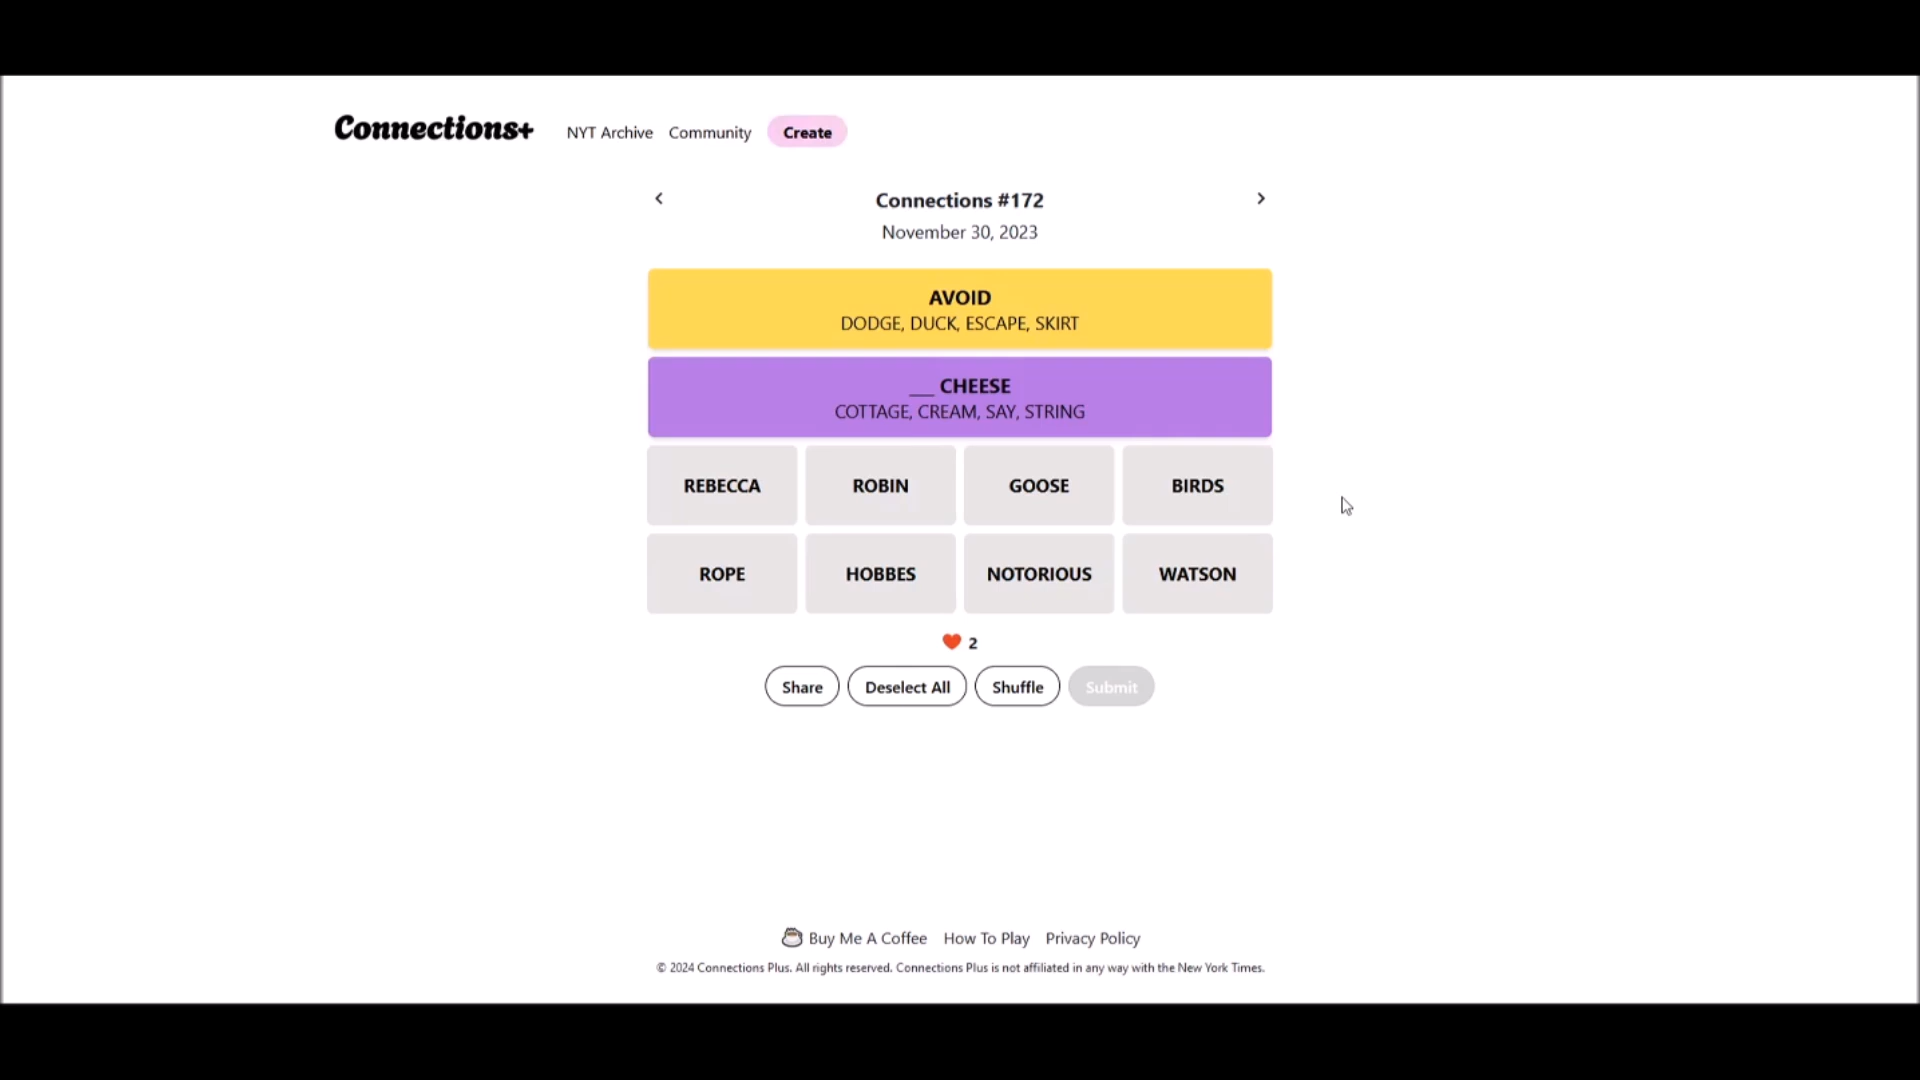 Connections+
NYT Archive Community Create
Connections #172
November 30, 2023
AVOID
DODGE, DUCK, ESCAPE, SKIRT
___ CHEESE
COTTAGE, CREAM, SAY, STRING
REBECCA ROBIN GOOSE BIRDS
ROPE HOBBES NOTORIOUS WATSON
2
Share Deselect All Shuffle Submit
Buy Me A Coffee How To Play Privacy Policy
© 2024 Connections Plus. All rights reserved. Connections Plus is not affiliated in any way with the New York Times.